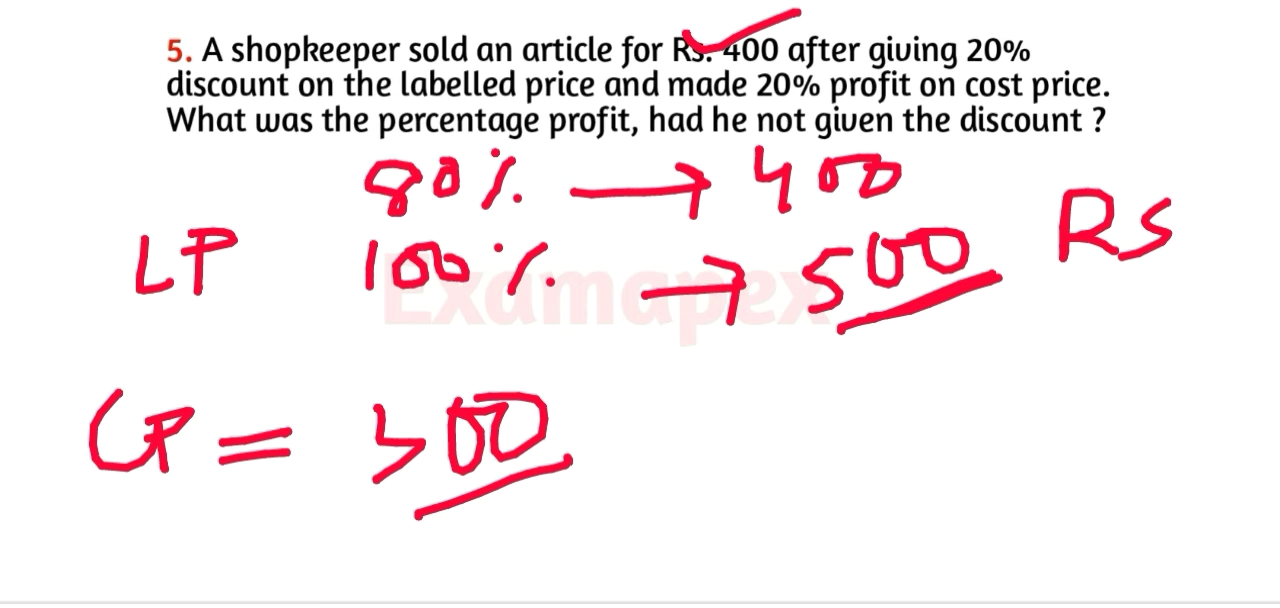 5. A shopkeeper sold an article for Rs. 400 after giving 20%
discount on the labelled price and made 20% profit on cost price.
What was the percentage profit, had he not given the discount ?
80% → 400
LP 100% → 500 RS
Examapex
CP = 500